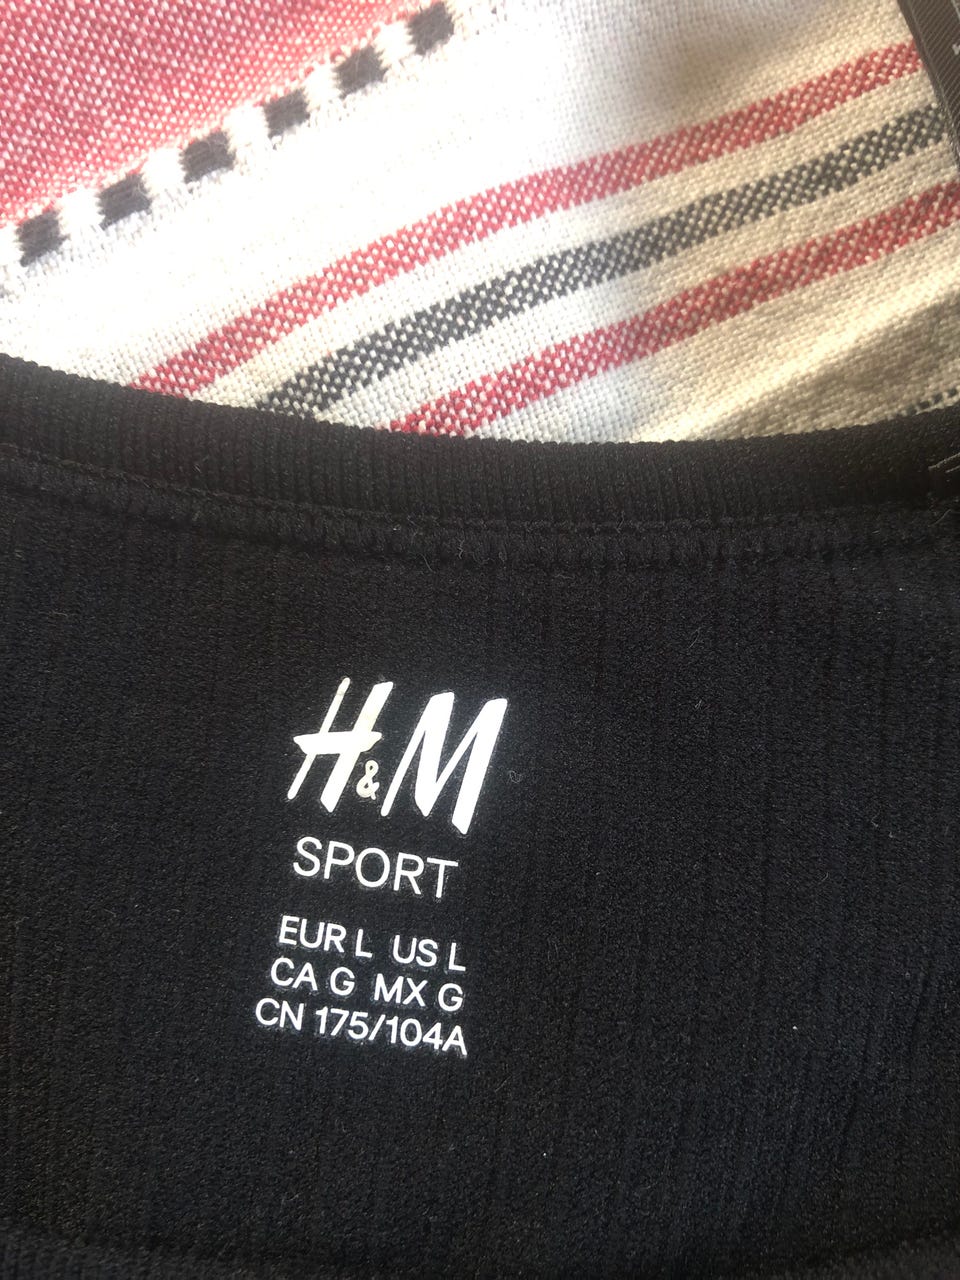 H&M
SPORT
EUR L US L
CA G MX G
CN 175/104A